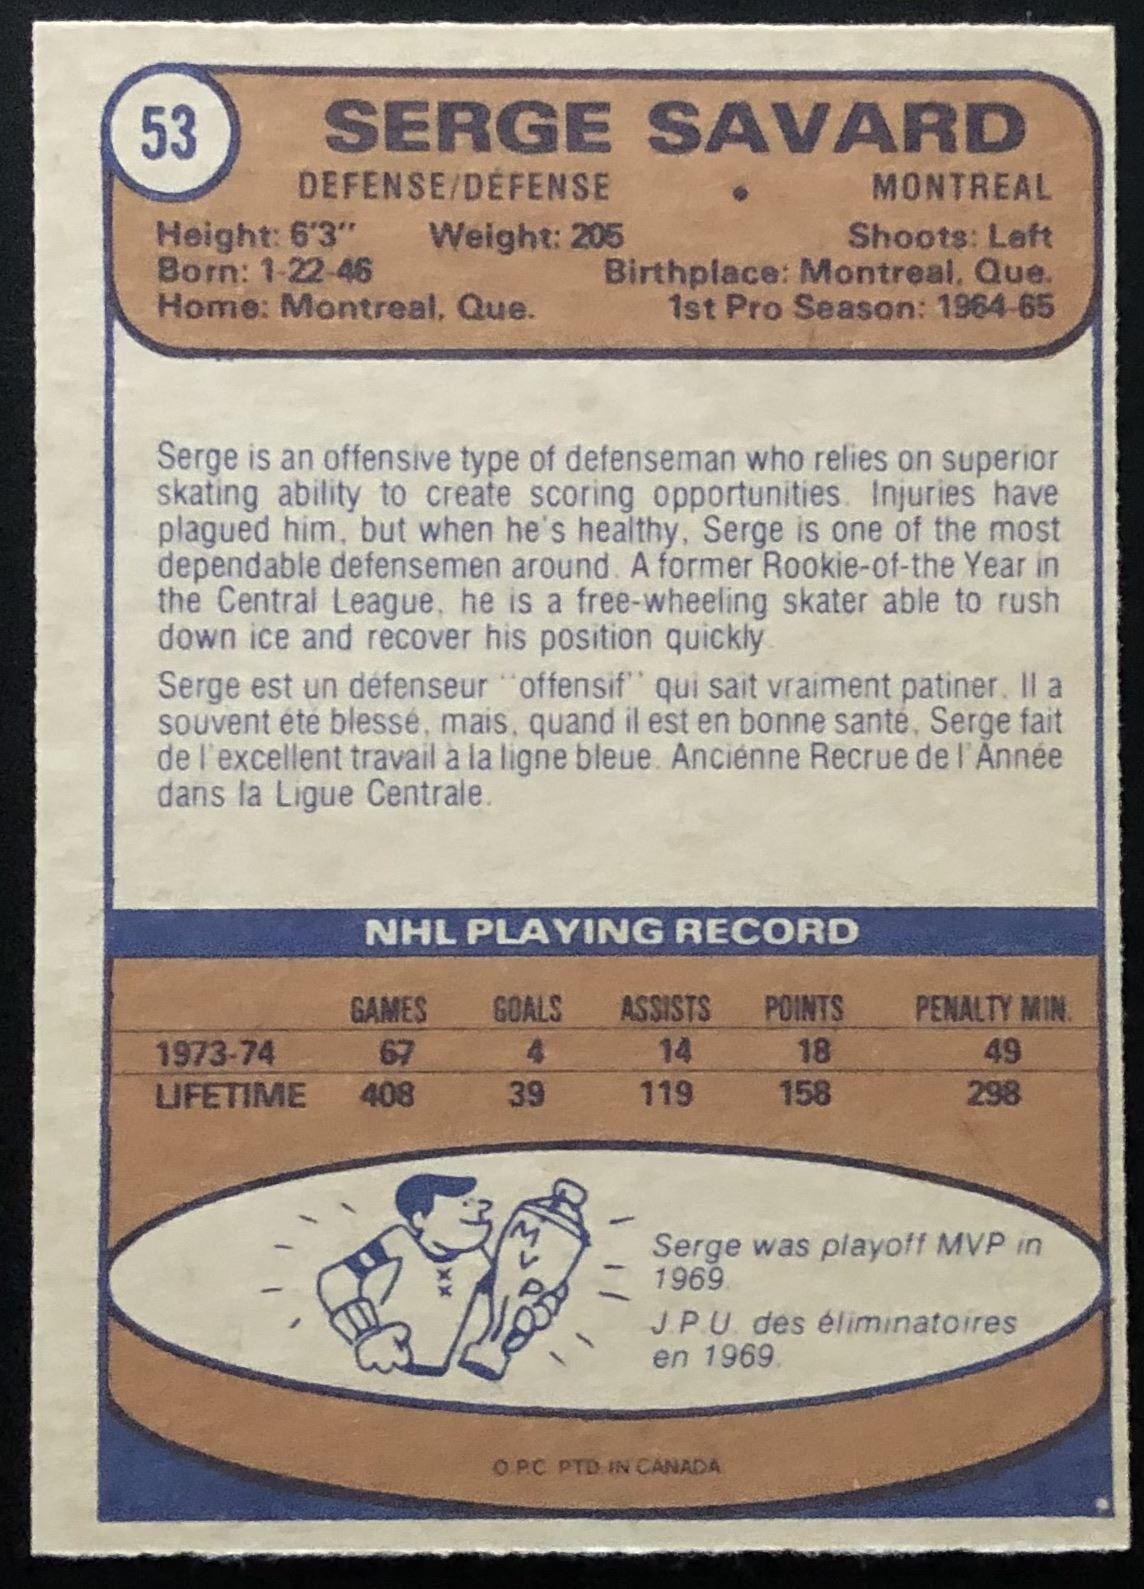 53
SERGE SAVARD
DEFENSE/DÉFENSE • MONTREAL
Height: 6'3" Weight: 205 Shoots: Left
Born: 1-22-46 Birthplace: Montreal, Que.
Home: Montreal, Que. 1st Pro Season: 1964-65
Serge is an offensive type of defenseman who relies on superior
skating ability to create scoring opportunities. Injuries have
plagued him, but when he's healthy, Serge is one of the most
dependable defensemen around. A former Rookie-of-the Year in
the Central League, he is a free-wheeling skater able to rush
down ice and recover his position quickly.
Serge est un défenseur "offensif" qui sait vraiment patiner. Il a
souvent été blessé, mais, quand il est en bonne santé, Serge fait
de l'excellent travail à la ligne bleue. Anciénne Recrue de l'Année
dans la Ligue Centrale.
NHL PLAYING RECORD
GAMES GOALS ASSISTS POINTS PENALTY MIN.
1973-74 67 4 14 18 49
LIFETIME 408 39 119 158 298
MVP
Serge was playoff MVP in
1969.
J.P.U. des éliminatoires
en 1969.
O.P.C. PTD. IN CANADA